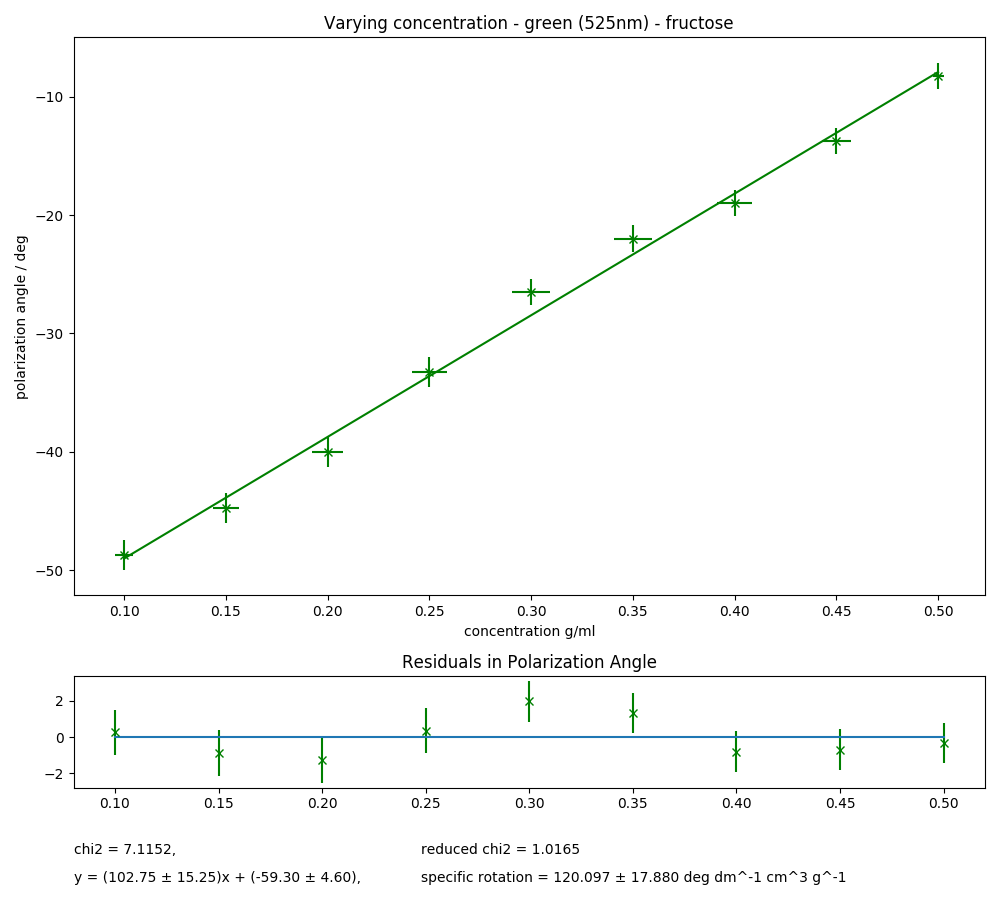 Varying concentration - green (525nm) - fructose
polarization angle / deg
−10
−20
−30
−40
−50
0.10 0.15 0.20 0.25 0.30 0.35 0.40 0.45 0.50
concentration g/ml
Residuals in Polarization Angle
2
0
−2
0.10 0.15 0.20 0.25 0.30 0.35 0.40 0.45 0.50
chi2 = 7.1152, reduced chi2 = 1.0165
y = (102.75 ± 15.25)x + (-59.30 ± 4.60), specific rotation = 120.097 ± 17.880 deg dm^-1 cm^3 g^-1